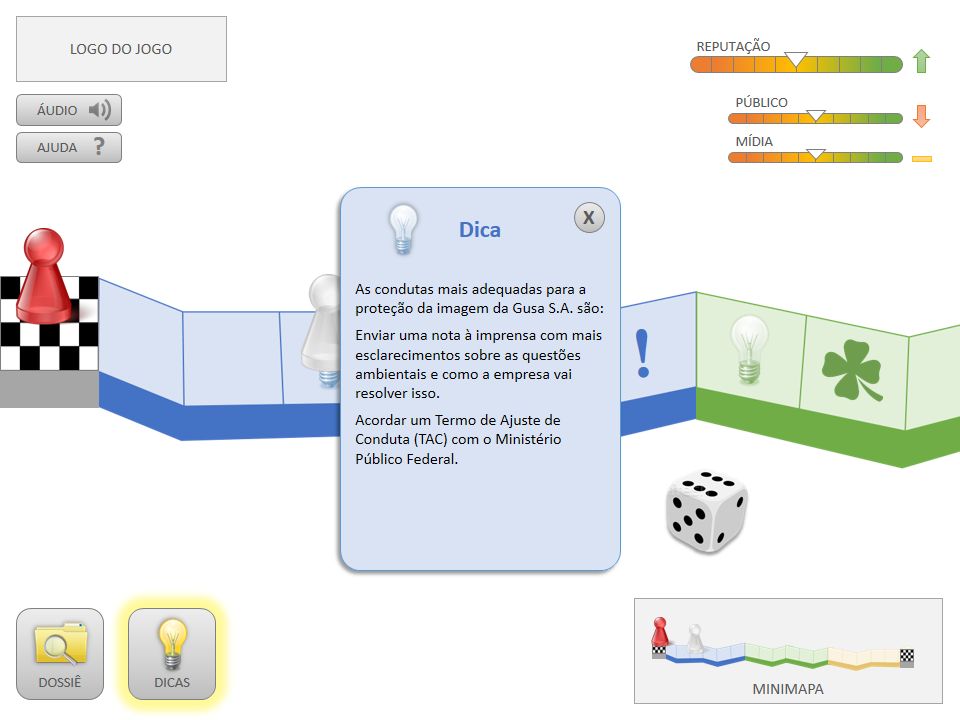 LOGO DO JOGO
REPUTAÇÃO
ÁUDIO
PÚBLICO
AJUDA ?
MÍDIA
Dica
X
As condutas mais adequadas para a
proteção da imagem da Gusa S.A. são:
Enviar uma nota à imprensa com mais
esclarecimentos sobre as questões
ambientais e como a empresa vai
resolver isso.
Acordar um Termo de Ajuste de
Conduta (TAC) com o Ministério
Público Federal.
!
DOSSIÊ
DICAS
MINIMAPA